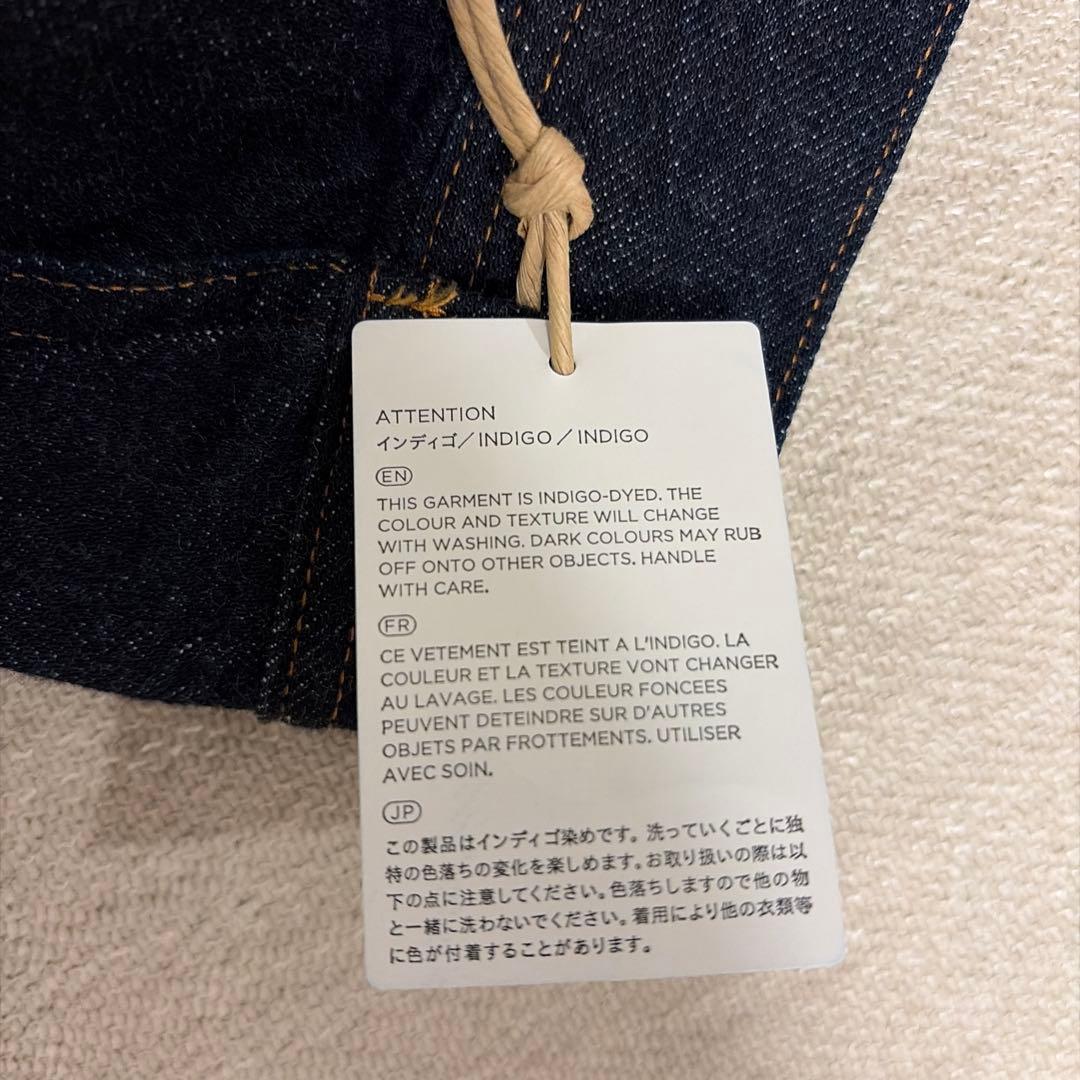 ATTENTION
インディゴ/INDIGO/INDIGO
EN
THIS GARMENT IS INDIGO-DYED. THE
COLOUR AND TEXTURE WILL CHANGE
WITH WASHING. DARK COLOURS MAY RUB
OFF ONTO OTHER OBJECTS. HANDLE
WITH CARE.
FR
CE VETEMENT EST TEINT A L'INDIGO. LA
COULEUR ET LA TEXTURE VONT CHANGER
AU LAVAGE. LES COULEUR FONCEES
PEUVENT DETEINDRE SUR D'AUTRES
OBJETS PAR FROTTEMENTS. UTILISER
AVEC SOIN.
JP
この製品はインディゴ染めです。洗っていくごとに独
特の色落ちの変化を楽しめます。お取り扱いの際は以
下の点に注意してください。色落ちしますので他の物
と一緒に洗わないでください。着用により他の衣類等
に色が付着することがあります。